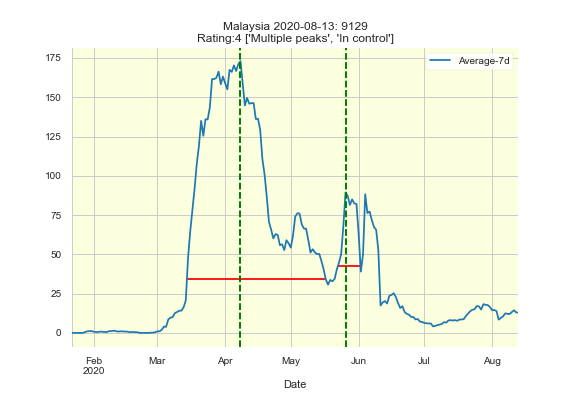 Malaysia 2020-08-13: 9129
Rating:4 ['Multiple peaks', 'In control']
Average-7d
175
150
125
100
75
50
25
0
Feb
2020
Mar
Apr
May
Jun
Jul
Aug
Date